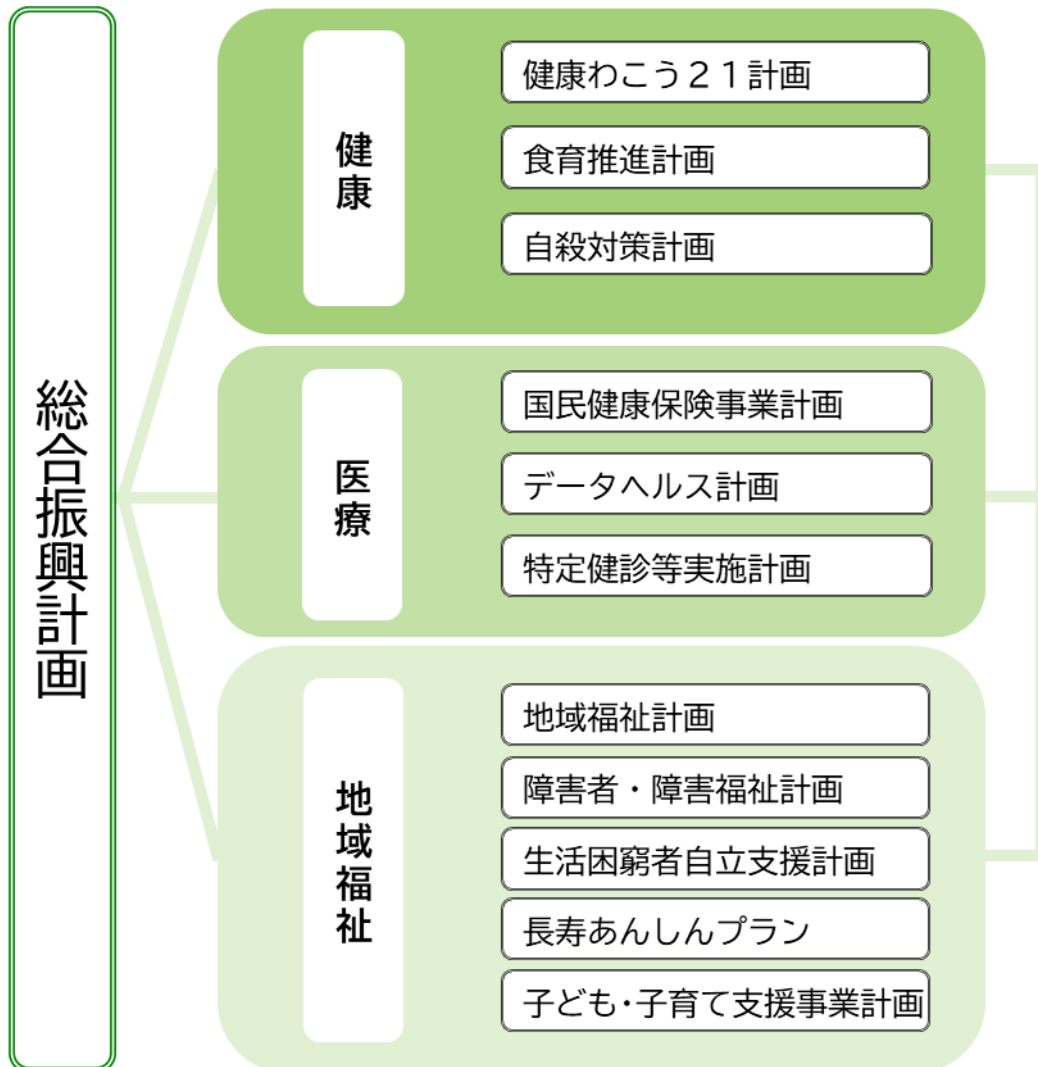 総合振興計画
健康
健康わこう２１計画
食育推進計画
自殺対策計画
医療
国民健康保険事業計画
データヘルス計画
特定健診等実施計画
地域福祉
地域福祉計画
障害者・障害福祉計画
生活困窮者自立支援計画
長寿あんしんプラン
子ども・子育て支援事業計画